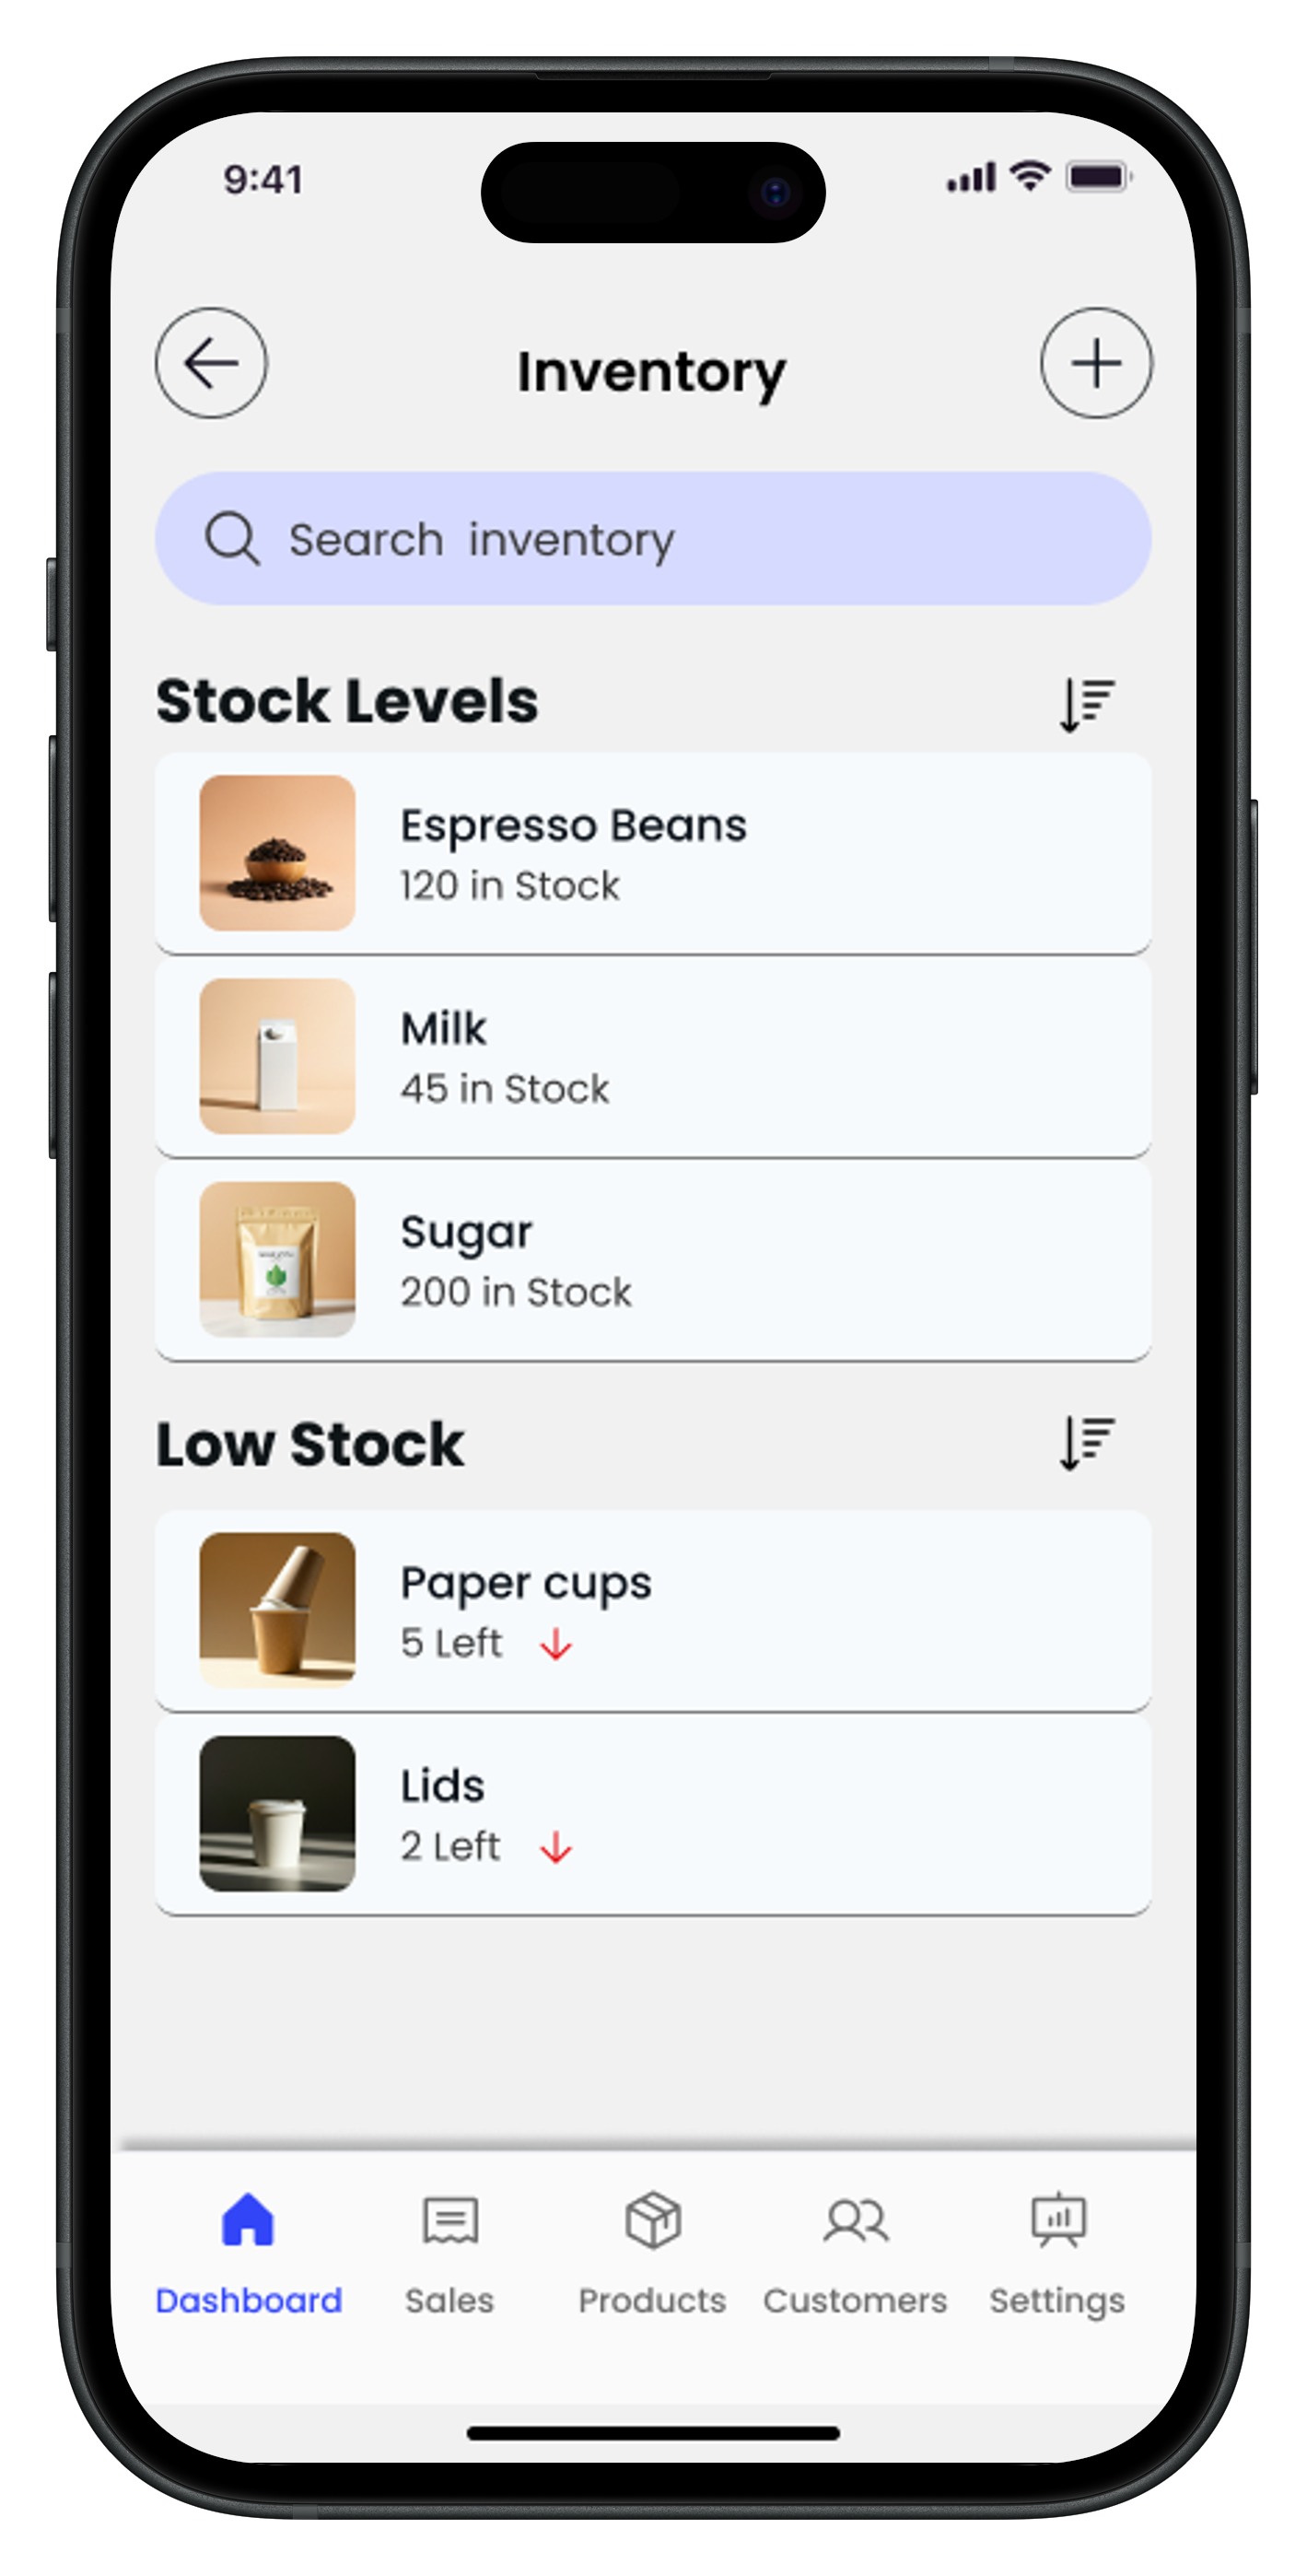 9:41
Inventory
Search inventory
Stock Levels
Espresso Beans
120 in Stock
Milk
45 in Stock
Sugar
200 in Stock
Low Stock
Paper cups
5 Left
Lids
2 Left
Dashboard Sales Products Customers Settings